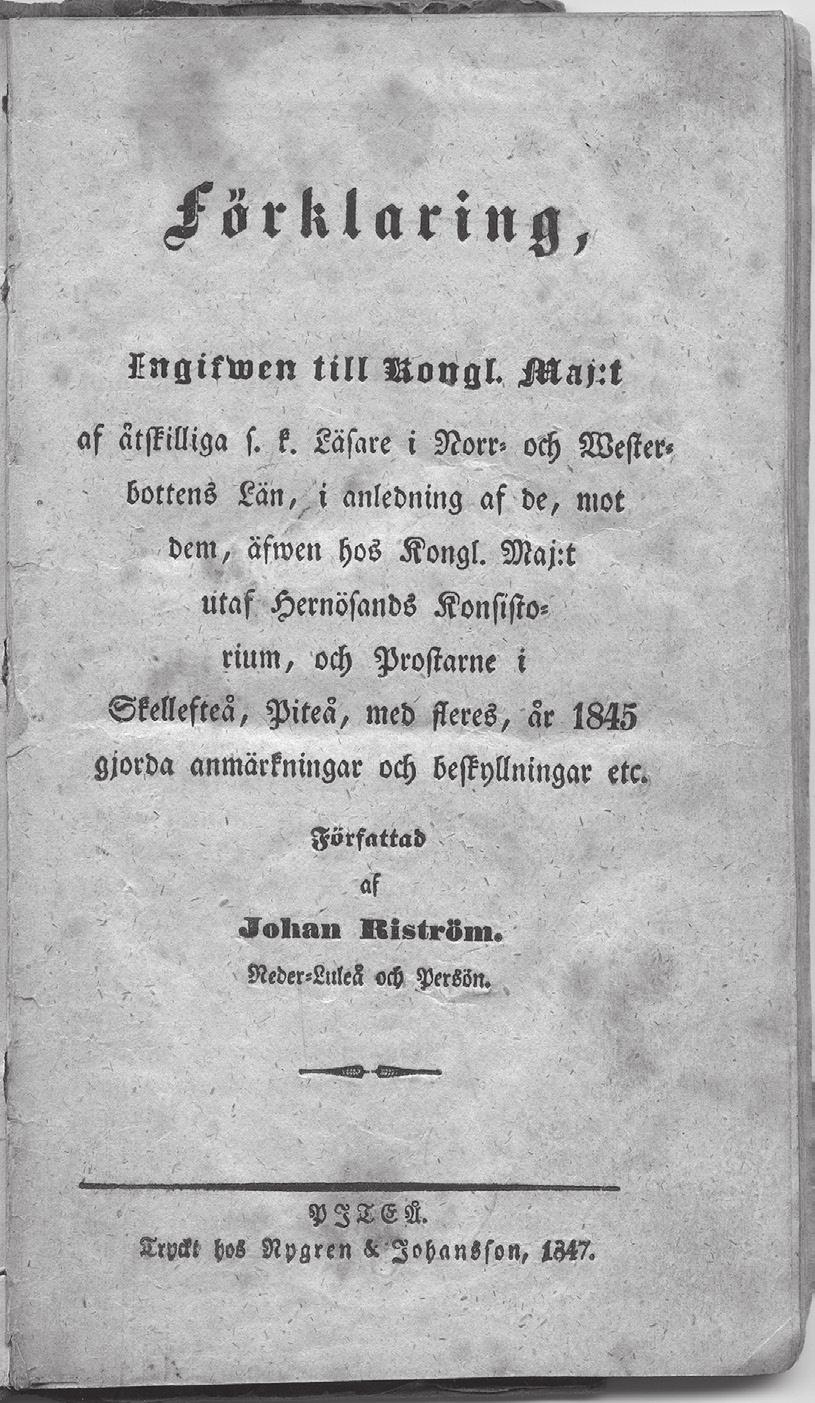 Förklaring,
Ingifwen till Kongl. Maj:t
af åtskilliga s. k. Läsare i Norr- och Wester-
bottens Län, i anledning af de, mot
dem, äfwen hos Kongl. Maj:t
utaf Hernösands Konsisto-
rium, och Prostarne i
Skellefteå, Piteå, med fleres, år 1845
gjorda anmärkningar och beskyllningar etc.
Författad
af
Johan Riström.
Neder-Luleå och Persön.
PITEÅ.
Tryckt hos Nygren & Johansson, 1847.